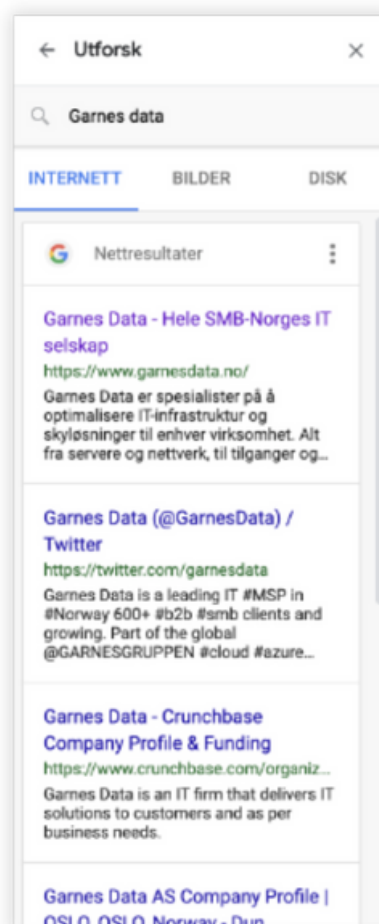 Utforsk
Garnes data
INTERNETT BILDER DISK
Nettresultater
Garnes Data - Hele SMB-Norges IT
selskap
https://www.garnesdata.no/
Garnes Data er spesialister på å
optimalisere IT-infrastruktur og
skyløsninger til enhver virksomhet. Alt
fra servere og nettverk, til tilganger og...
Garnes Data (@GarnesData) /
Twitter
https://twitter.com/garnesdata
Garnes Data is a leading IT #MSP in
#Norway 600+ #b2b #smb clients and
growing. Part of the global
@GARNESGRUPPEN #cloud #azure...
Garnes Data - Crunchbase
Company Profile & Funding
https://www.crunchbase.com/organiz...
Garnes Data is an IT firm that delivers IT
solutions to customers and as per
business needs.
Garnes Data AS Company Profile |
OSLO, OSLO, Norway - Dun